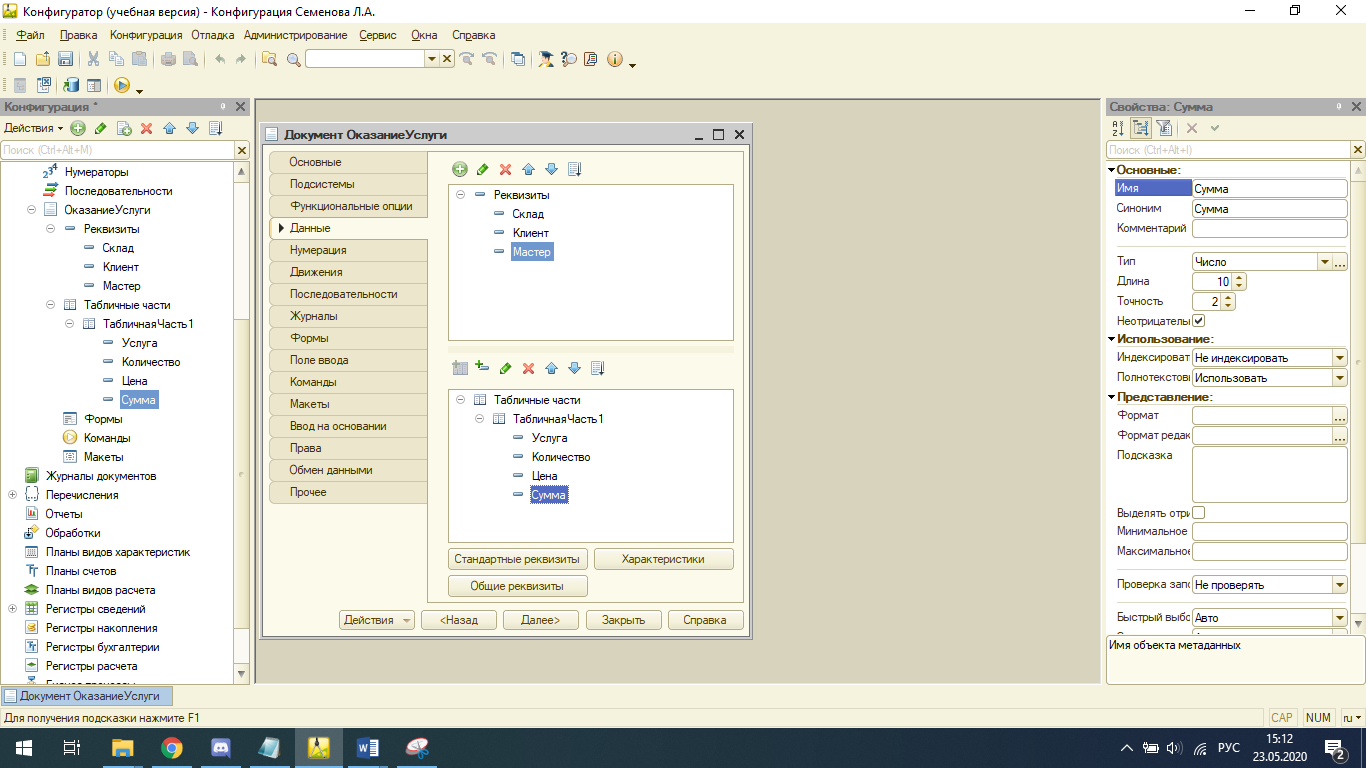 Конфигуратор (учебная версия) - Конфигурация Семенова Л.А.
Файл Правка Конфигурация Отладка Администрирование Сервис Окна Справка
Конфигурация *
Действия
Поиск (Ctrl+Alt+M)
Нумераторы
Последовательности
ОказаниеУслуги
Реквизиты
Склад
Клиент
Мастер
Табличные части
ТабличнаяЧасть1
Услуга
Количество
Цена
Сумма
Формы
Команды
Макеты
Журналы документов
Перечисления
Отчеты
Обработки
Планы видов характеристик
Планы счетов
Планы видов расчета
Регистры сведений
Регистры накопления
Регистры бухгалтерии
Регистры расчета
Документ ОказаниеУслуги
Основные
Подсистемы
Функциональные опции
Данные
Нумерация
Движения
Последовательности
Журналы
Формы
Поле ввода
Команды
Макеты
Ввод на основании
Права
Обмен данными
Прочее
Реквизиты
Склад
Клиент
Мастер
Табличные части
ТабличнаяЧасть1
Услуга
Количество
Цена
Сумма
Стандартные реквизиты Характеристики
Общие реквизиты
Действия <Назад Далее> Закрыть Справка
Свойства: Сумма
Поиск (Ctrl+Alt+I)
Основные:
Имя Сумма
Синоним Сумма
Комментарий
Тип Число
Длина 10
Точность 2
Неотрицатель
Использование:
Индексироват Не индексировать
Полнотекстов Использовать
Представление:
Формат
Формат редак
Подсказка
Выделять отри
Минимальное
Максимальное
Проверка запо Не проверять
Быстрый выбо Авто
Имя объекта метаданных
Документ ОказаниеУслуги
Для получения подсказки нажмите F1
CAP NUM ru
РУС
15:12
23.05.2020
2